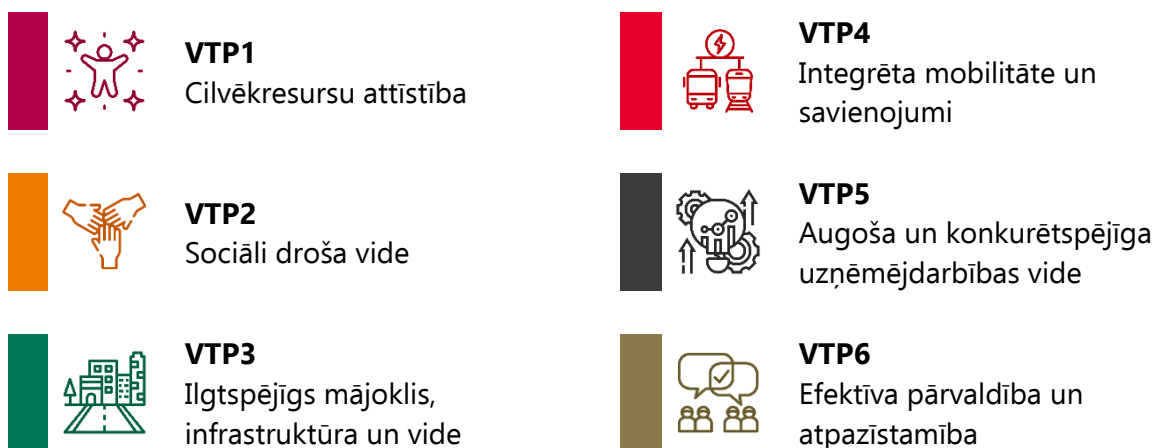 VTP1
Cilvēkresursu attīstība
VTP2
Sociāli droša vide
VTP3
Ilgtspējīgs mājoklis,
infrastruktūra un vide
VTP4
Integrēta mobilitāte un
savienojumi
VTP5
Augoša un konkurētspējīga
uzņēmējdarbības vide
VTP6
Efektīva pārvaldība un
atpazīstamība